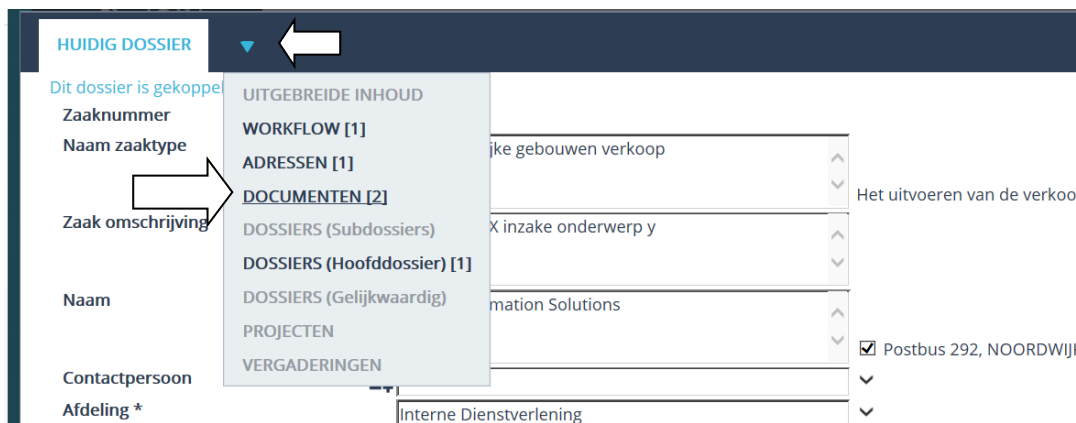 HUIDIG DOSSIER
Dit dossier is gekoppel
UITGEBREIDE INHOUD
Zaaknummer
WORKFLOW [1]
Naam zaaktype
jke gebouwen verkoop
ADRESSEN [1]
DOCUMENTEN [2]
Het uitvoeren van de verkoo
Zaak omschrijving
X inzake onderwerp y
DOSSIERS (Subdossiers)
DOSSIERS (Hoofddossier) [1]
Naam
DOSSIERS (Gelijkwaardig)
mation Solutions
PROJECTEN
Postbus 292, NOORDWIJ
VERGADERINGEN
Contactpersoon
Afdeling *
Interne Dienstverlening